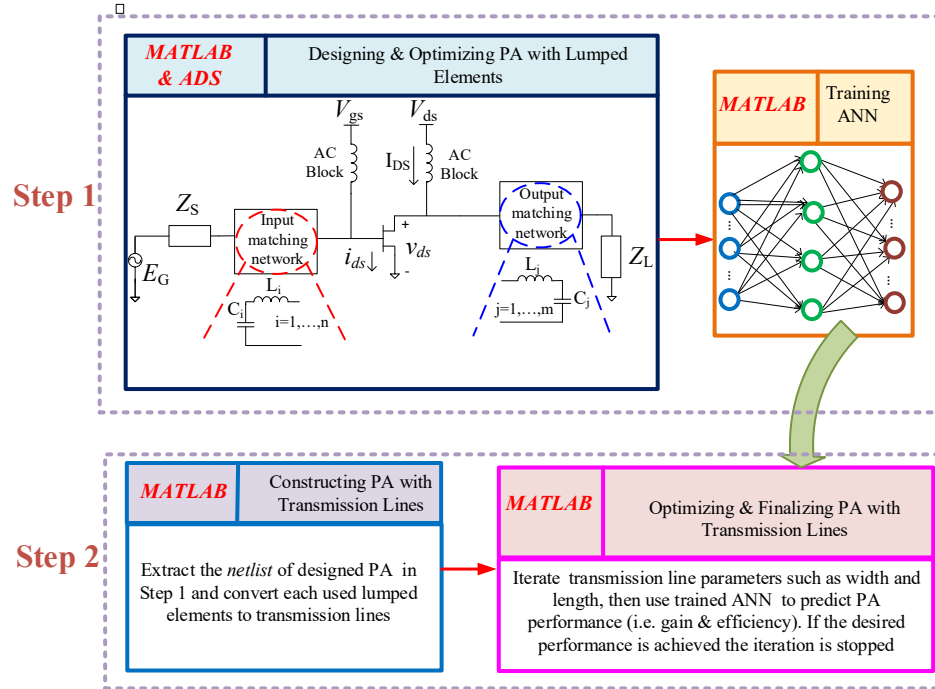 Step 1
MATLAB
& ADS
Designing & Optimizing PA with Lumped
Elements
V_gs
V_ds
AC
Block
I_DS
AC
Block
Z_S
Input
matching
network
Output
matching
network
+
v_ds
-
i_ds
Z_L
E_G
L_i
C_i
i=1,…,n
L_j
C_j
j=1,…,m
MATLAB
Training
ANN
...
...
...
...
Step 2
MATLAB
Constructing PA with
Transmission Lines
Extract the netlist of designed PA in
Step 1 and convert each used lumped
elements to transmission lines
MATLAB
Optimizing & Finalizing PA with
Transmission Lines
Iterate transmission line parameters such as width and
length, then use trained ANN to predict PA
performance (i.e. gain & efficiency). If the desired
performance is achieved the iteration is stopped